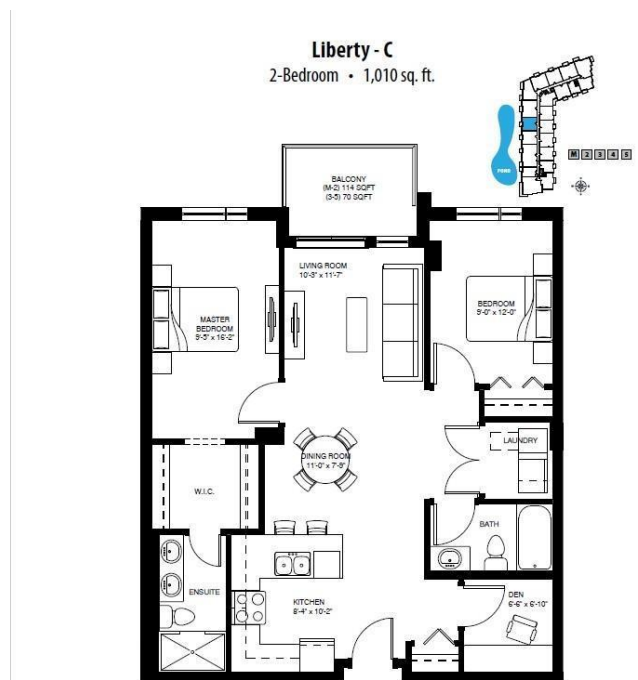 Liberty - C
2-Bedroom • 1,010 sq. ft.
POND
M 2 3 4 5
BALCONY
(M-2) 114 SQFT
(3-5) 70 SQFT
LIVING ROOM
10'-3" x 11'-7"
MASTER
BEDROOM
9'-5" x 16'-2"
BEDROOM
9'-0" x 12'-0"
DINING ROOM
11'-0" x 7'-9"
LAUNDRY
W.I.C.
BATH
ENSUITE
KITCHEN
8'-4" x 10'-2"
DEN
6'-6" x 6'-10"